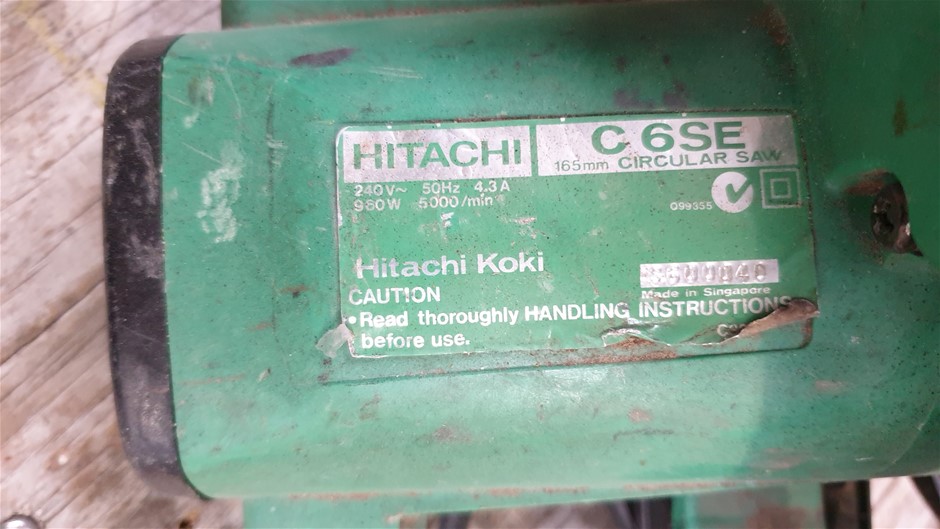 HITACHI
C 6SE
165mm CIRCULAR SAW
240V~ 50Hz 4.3A
980W 5000/min
Q99355
Hitachi Koki
Made in Singapore
CAUTION
•Read thoroughly HANDLING INSTRUCTIONS
before use.